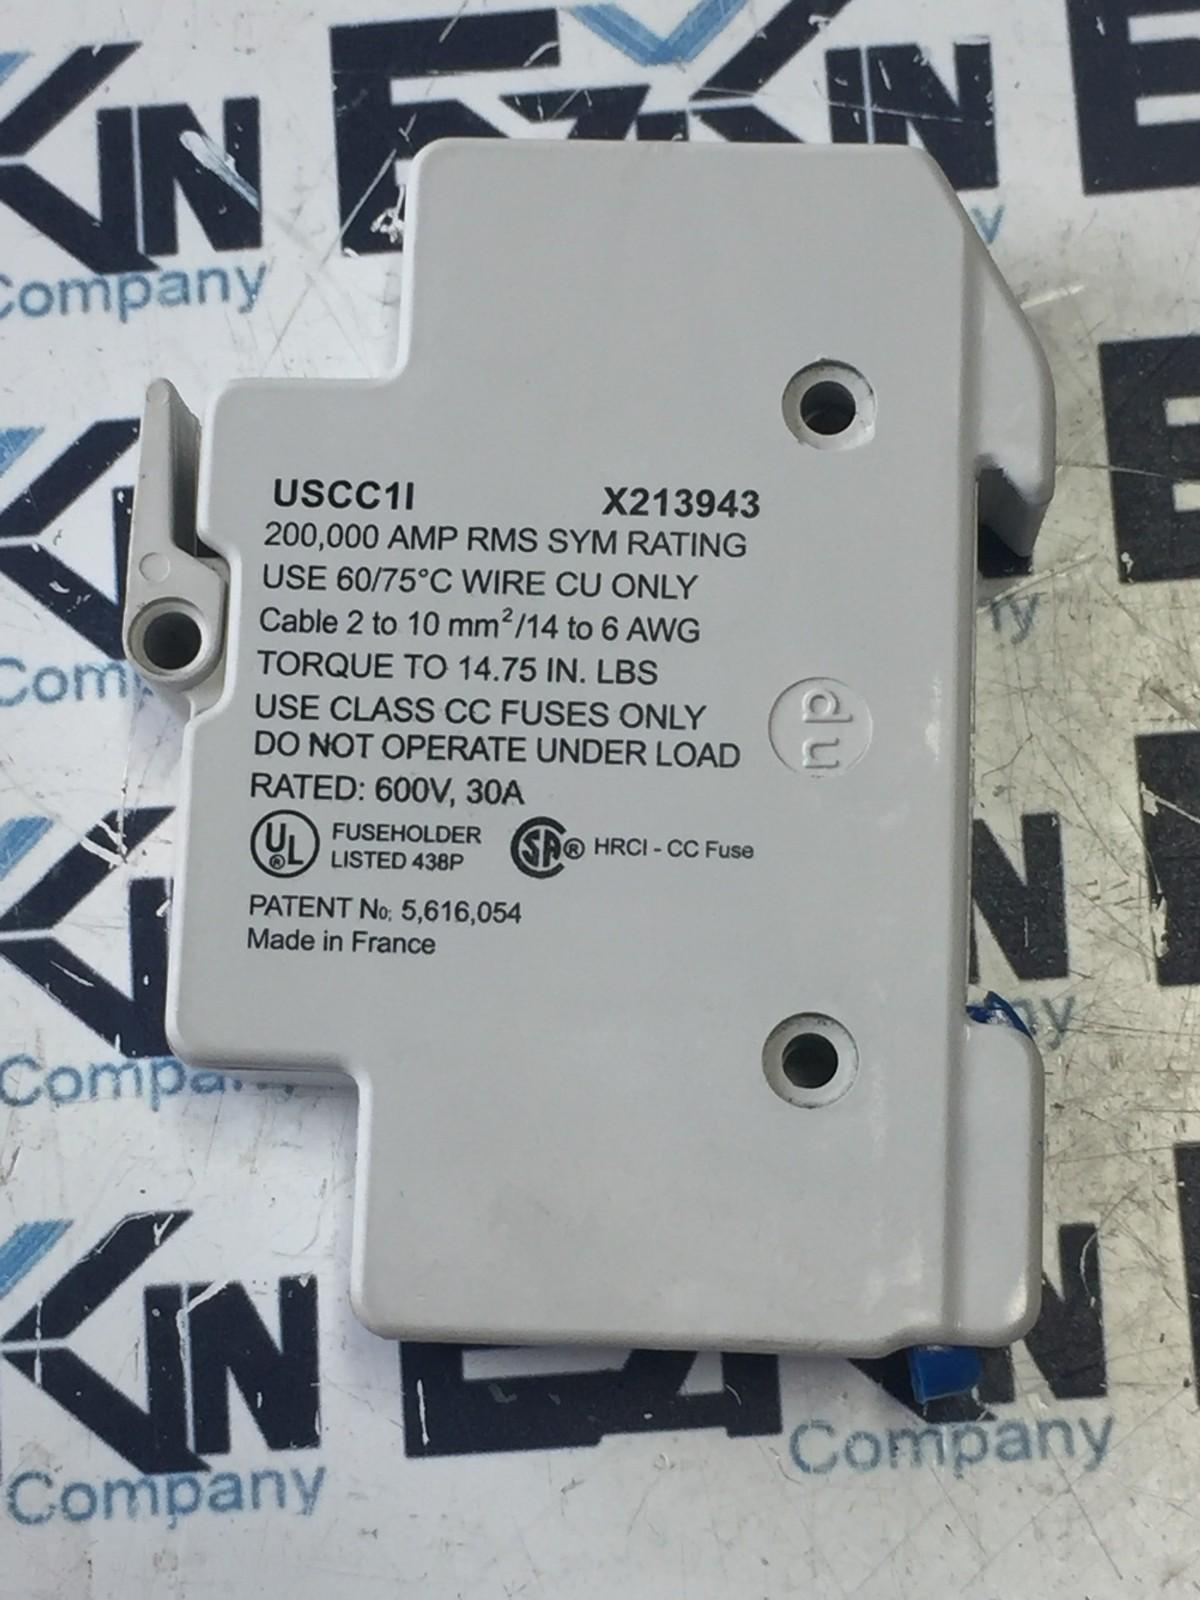 EKIN
Company
USCC1I X213943
200,000 AMP RMS SYM RATING
USE 60/75°C WIRE CU ONLY
Cable 2 to 10 mm²/14 to 6 AWG
TORQUE TO 14.75 IN. LBS
USE CLASS CC FUSES ONLY
DO NOT OPERATE UNDER LOAD
RATED: 600V, 30A
UL® FUSEHOLDER
LISTED 438P
SA® HRCI - CC Fuse
PATENT No; 5,616,054
Made in France
Company
Company
Company